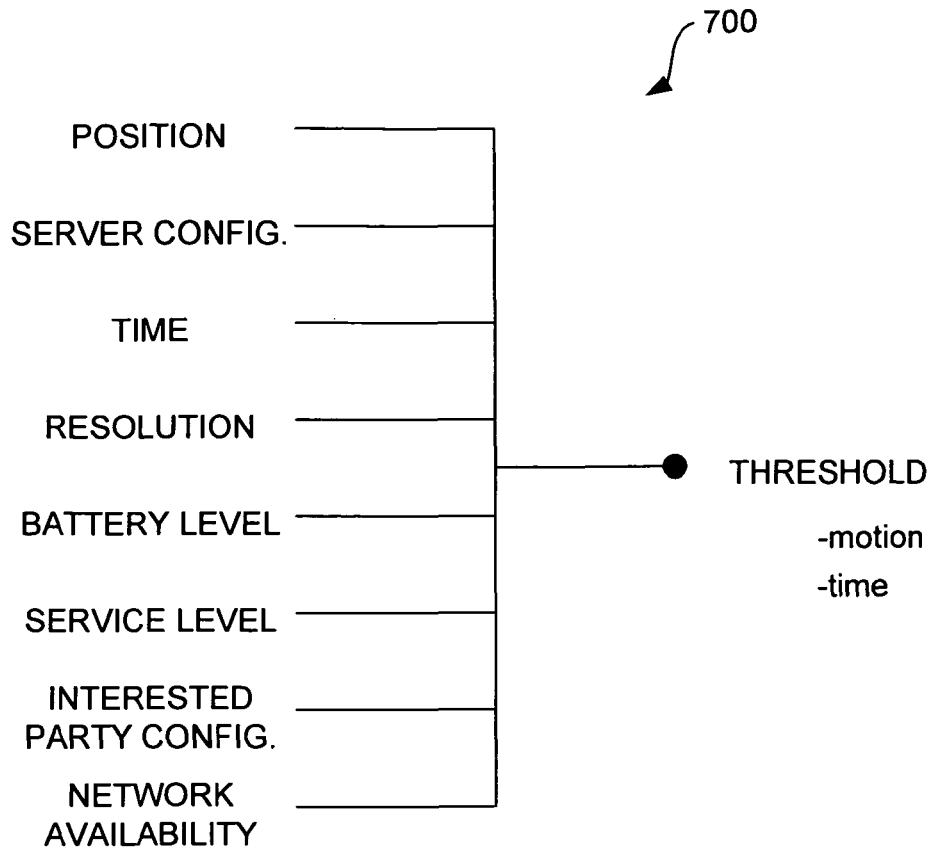 700
POSITION
SERVER CONFIG.
TIME
RESOLUTION
BATTERY LEVEL
SERVICE LEVEL
INTERESTED
PARTY CONFIG.
NETWORK
AVAILABILITY
THRESHOLD
-motion
-time